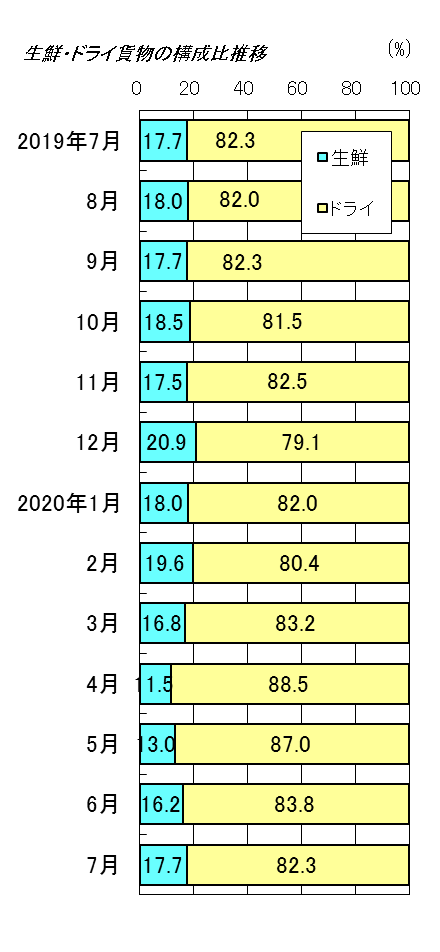 生鮮・ドライ貨物の構成比推移 (%)
0 20 40 60 80 100
2019年7月 17.7 82.3
生鮮
8月 18.0 82.0
ドライ
9月 17.7 82.3
10月 18.5 81.5
11月 17.5 82.5
12月 20.9 79.1
2020年1月 18.0 82.0
2月 19.6 80.4
3月 16.8 83.2
4月 11.5 88.5
5月 13.0 87.0
6月 16.2 83.8
7月 17.7 82.3